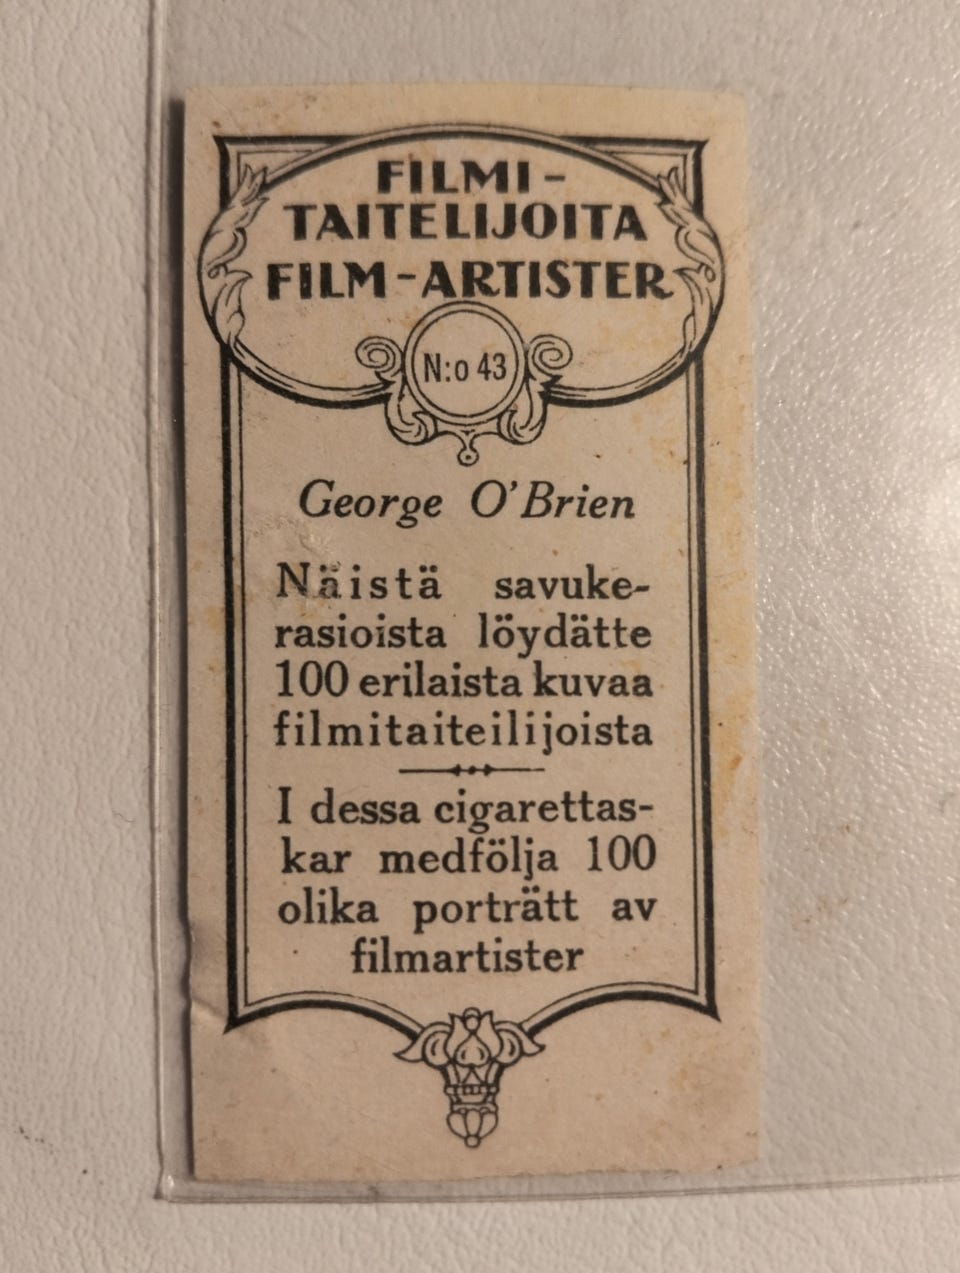 FILMI-
TAITELIJOITA
FILM-ARTISTER
N:o 43
George O'Brien
Näistä savuke-
rasioista löydätte
100 erilaista kuvaa
filmitaiteilijoista
I dessa cigarettas-
kar medfölja 100
olika porträtt av
filmartister